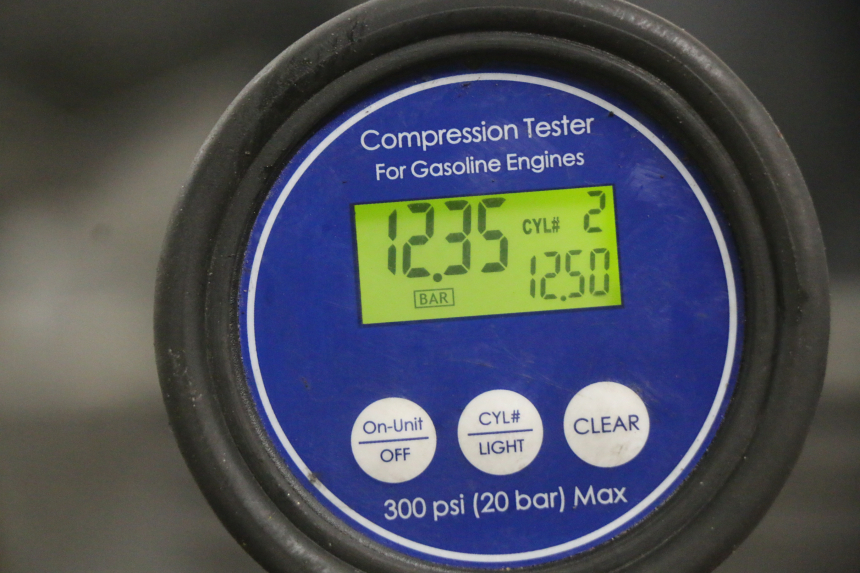 Compression Tester
For Gasoline Engines
12.35 CYL# 2
BAR 12.50
On-Unit
OFF
CYL#
LIGHT
CLEAR
300 psi (20 bar) Max